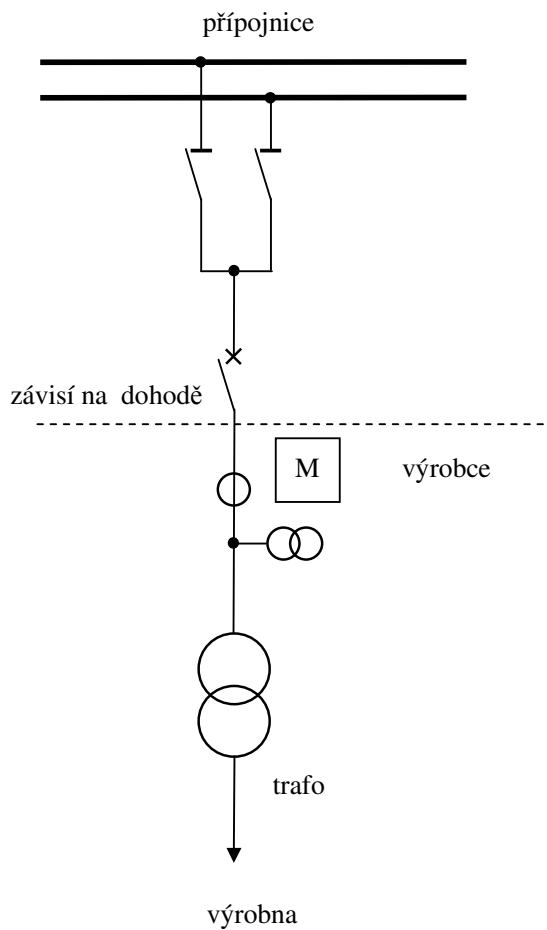 přípojnice
závisí na dohodě
M
výrobce
trafo
výrobna